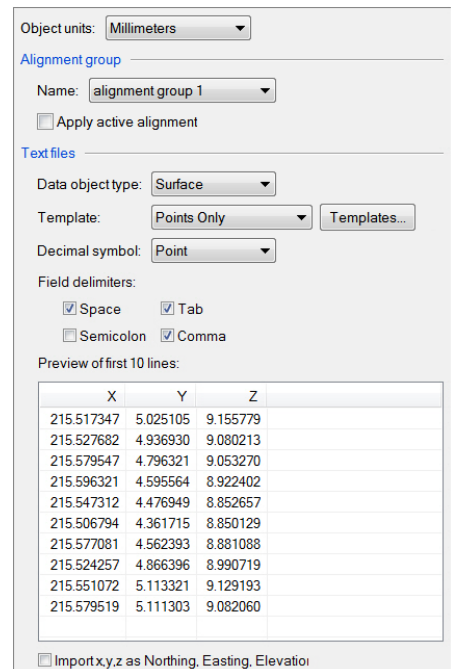 Object units: Millimeters
Alignment group
Name: alignment group 1
Apply active alignment
Text files
Data object type: Surface
Template: Points Only Templates...
Decimal symbol: Point
Field delimiters:
Space Tab
Semicolon Comma
Preview of first 10 lines:
X Y Z
215.517347 5.025105 9.155779
215.527682 4.936930 9.080213
215.579547 4.796321 9.053270
215.596321 4.595564 8.922402
215.547312 4.476949 8.852657
215.506794 4.361715 8.850129
215.577081 4.562393 8.881088
215.524257 4.866396 8.990719
215.551072 5.113321 9.129193
215.579519 5.111303 9.082060
Import x,y,z as Northing, Easting, Elevatio